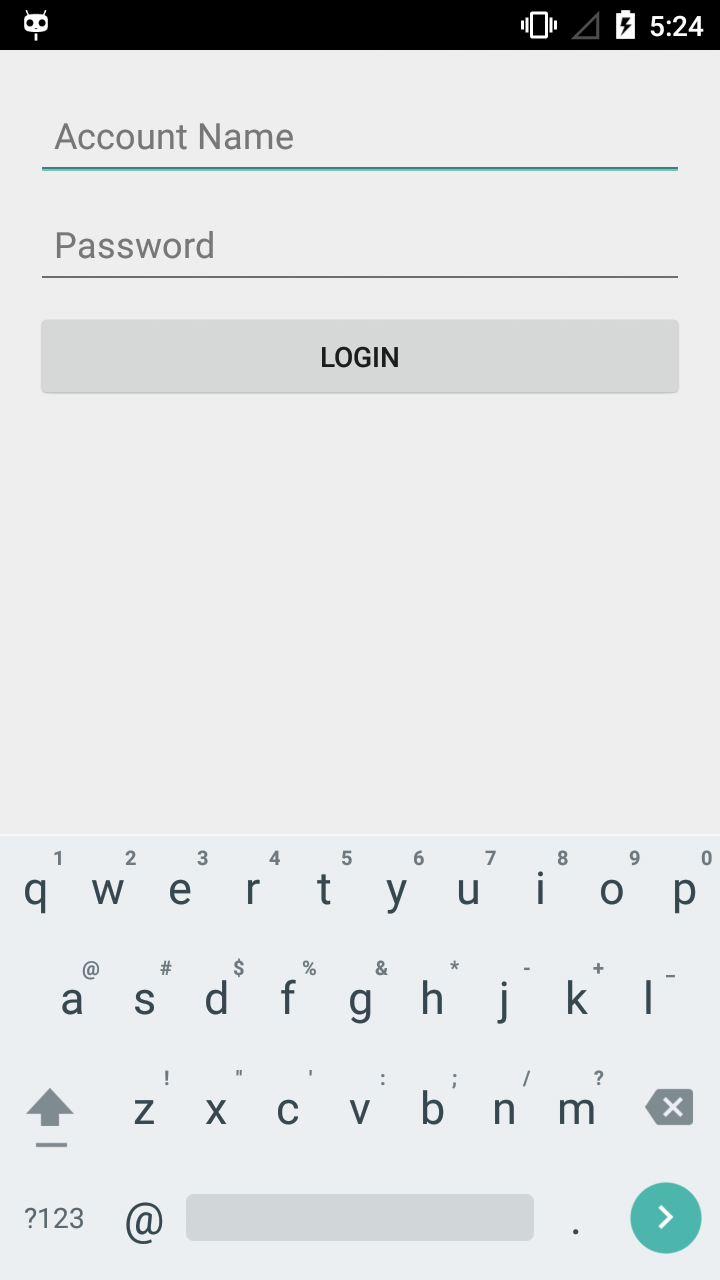 5:24
Account Name
Password
LOGIN
1 2 3 4 5 6 7 8 9 0
q w e r t y u i o p
@ # $ % & * - + _
a s d f g h j k l
! " ' : ; / ?
z x c v b n m
?123 @ .